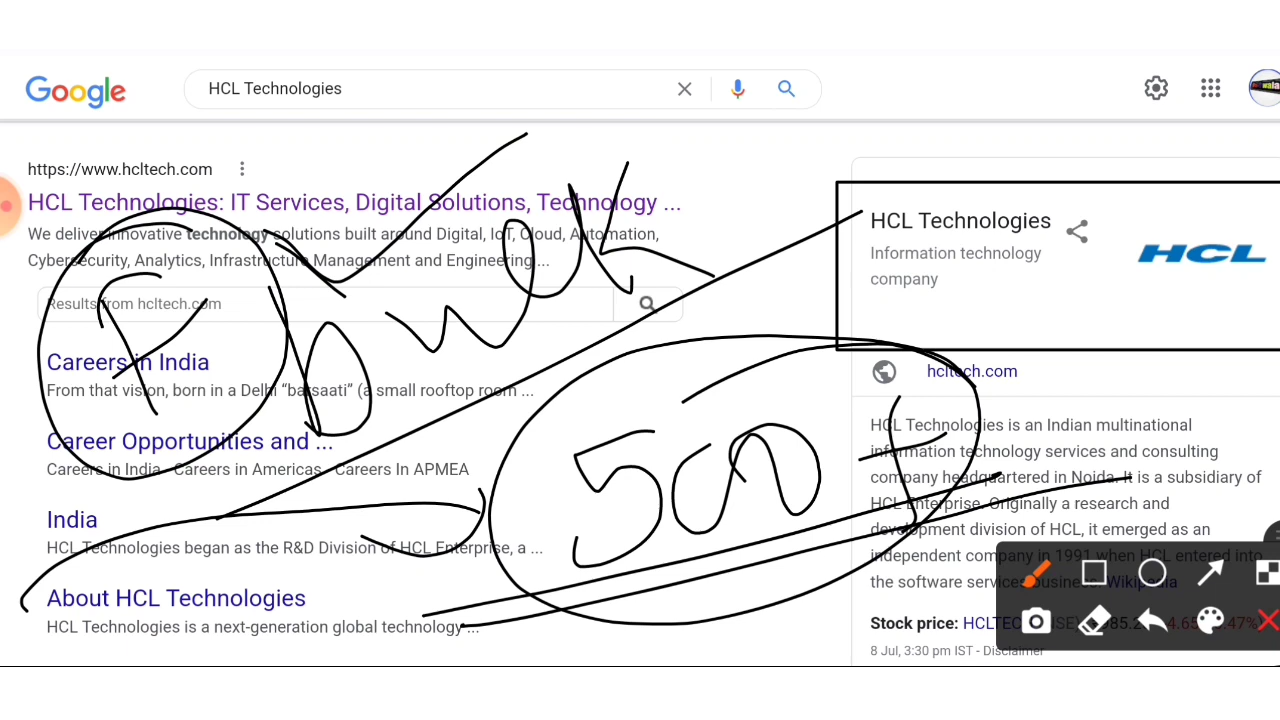 Google
HCL Technologies
https://www.hcltech.com
HCL Technologies: IT Services, Digital Solutions, Technology ...
We deliver innovative technology solutions built around Digital, IoT, Cloud, Automation,
Cybersecurity, Analytics, Infrastructure Management and Engineering ...
Results from hcltech.com
Careers in India
From that vision, born in a Delhi “barsaati” (a small rooftop room ...
Career Opportunities and ...
Careers in India · Careers in Americas · Careers In APMEA
India
HCL Technologies began as the R&D Division of HCL Enterprise, a ...
About HCL Technologies
HCL Technologies is a next-generation global technology ...
500
HCL Technologies
Information technology
company
HCL
hcltech.com
HCL Technologies is an Indian multinational
information technology services and consulting
company headquartered in Noida. It is a subsidiary of
HCL Enterprise. Originally a research and
development division of HCL, it emerged as an
independent company in 1991 when HCL entered into
the software services business. Wikipedia
Stock price: HCLTECH
8 Jul, 3:30 pm IST - Disclaimer